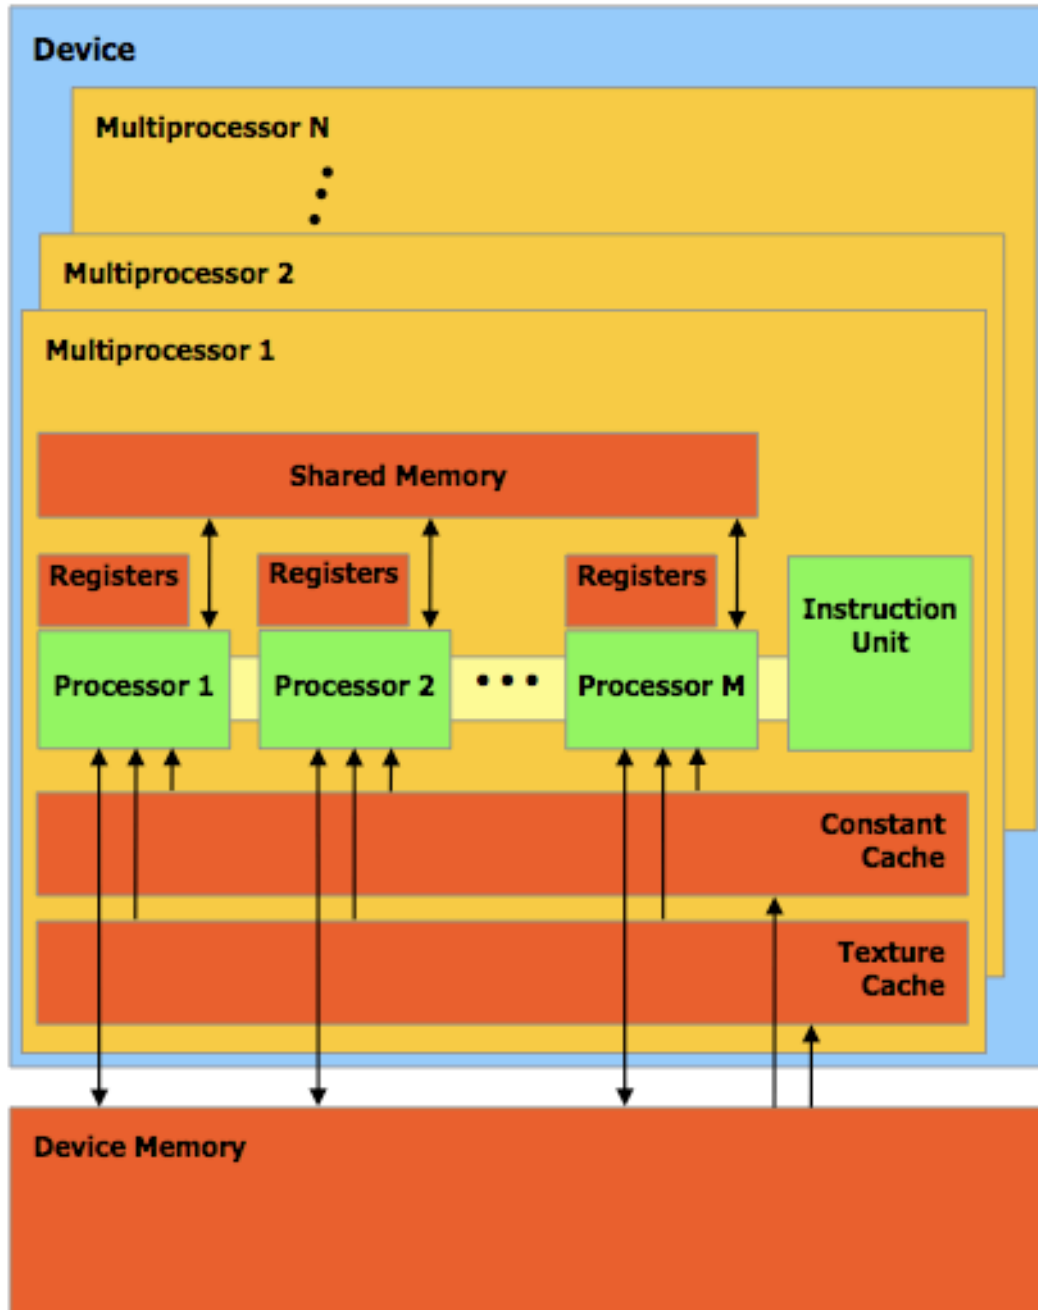 Device
Multiprocessor N
Multiprocessor 2
Multiprocessor 1
Shared Memory
Registers
Registers
Registers
Instruction
Unit
Processor 1
Processor 2
Processor M
Constant
Cache
Texture
Cache
Device Memory